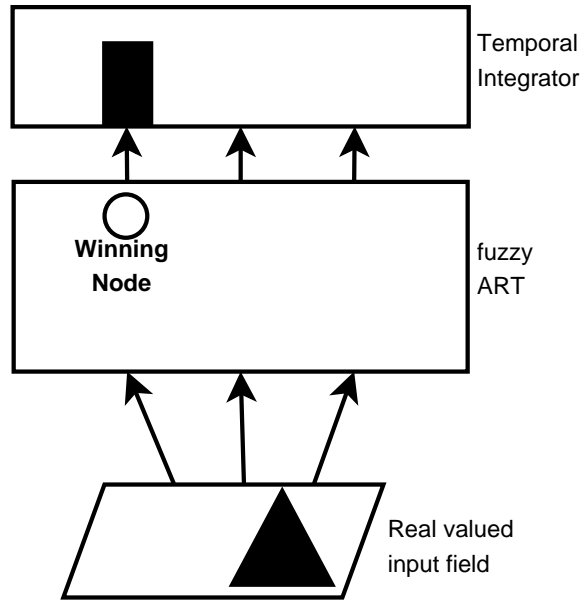 Temporal
Integrator
Winning
Node
fuzzy
ART
Real valued
input field